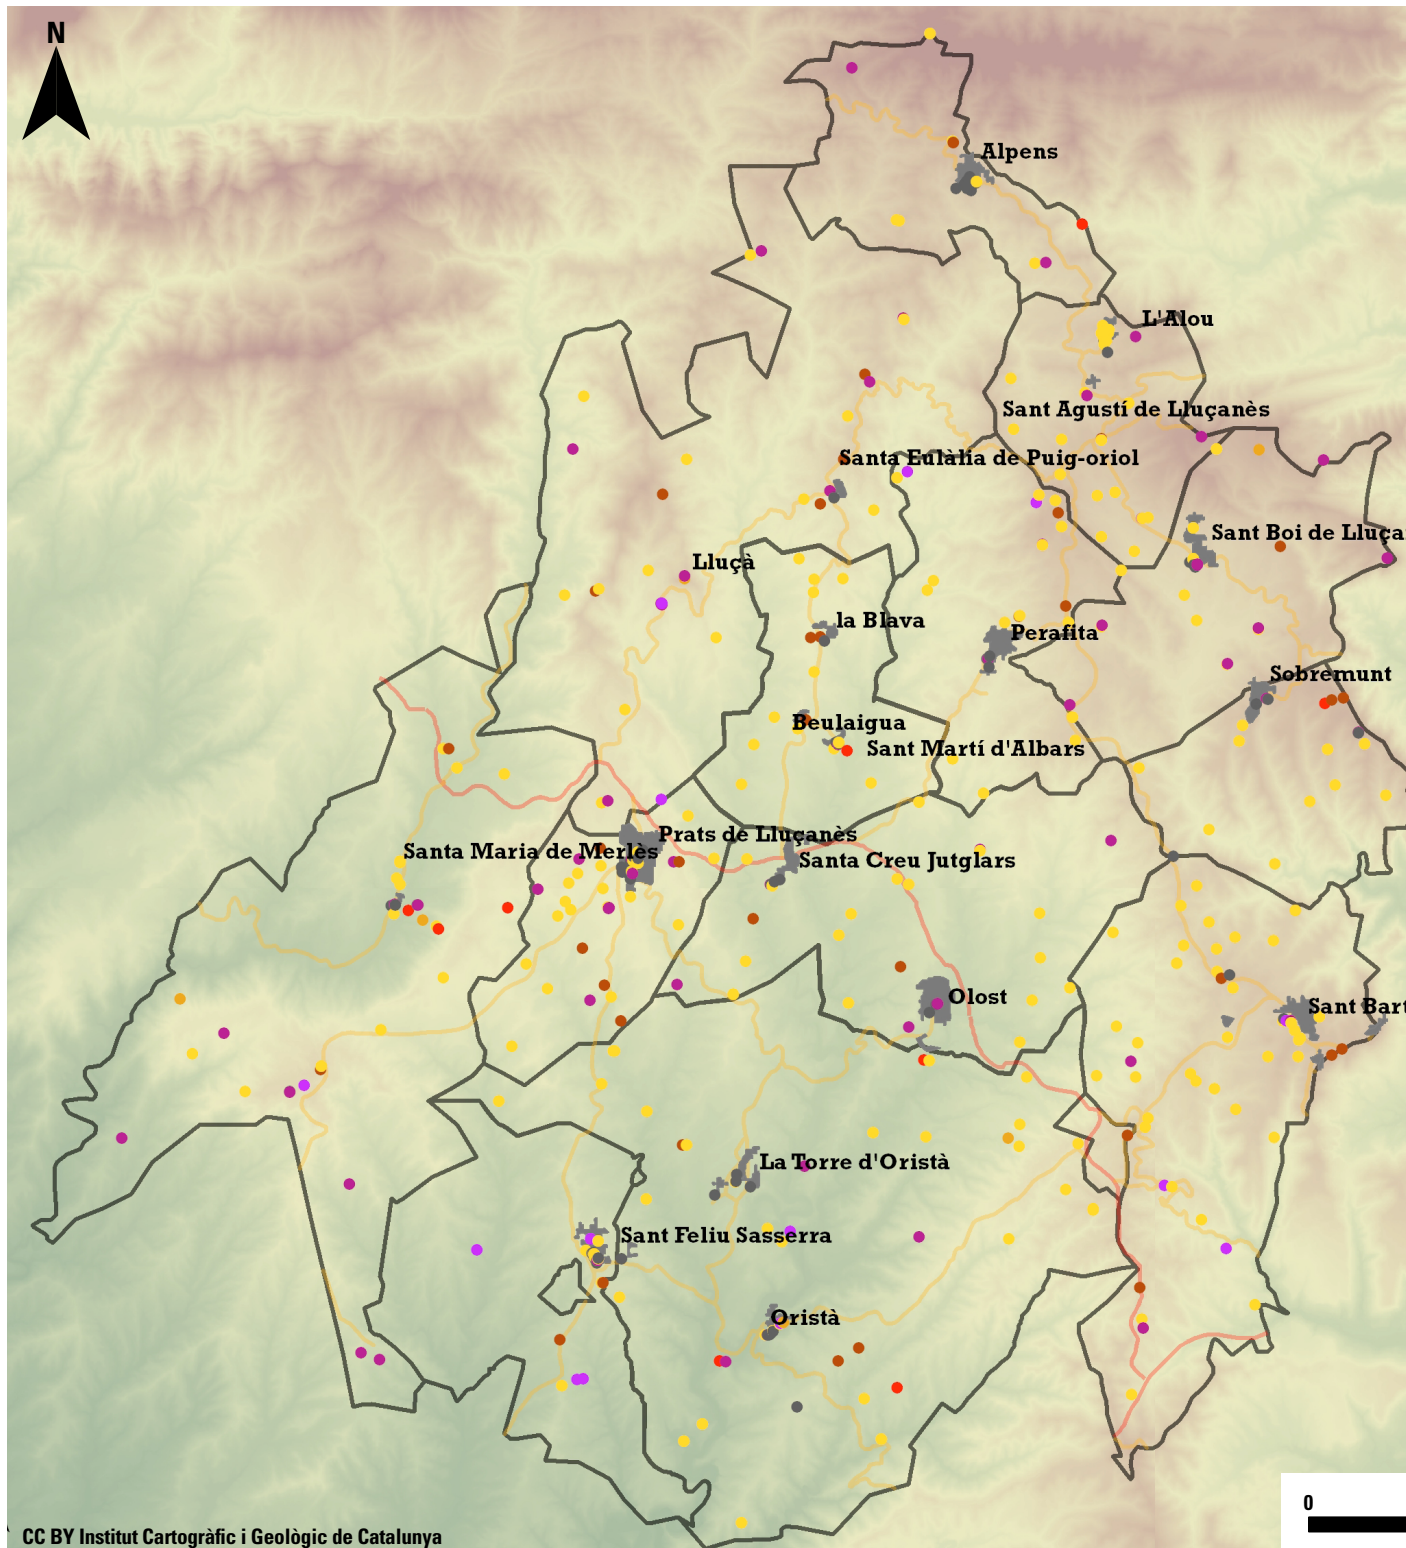 N
Alpens
L'Alou
Sant Agustí de Lluçanès
Santa Eulàlia de Puig-oriol
Sant Boi de Lluça
Lluçà
la Blava
Perafita
Sobremunt
Beulaigua
Sant Martí d'Albars
Prats de Lluçanès
Santa Maria de Merlès
Santa Creu Jutglars
Olost
Sant Bart
La Torre d'Oristà
Sant Feliu Sasserra
Oristà
0
CC BY Institut Cartogràfic i Geològic de Catalunya